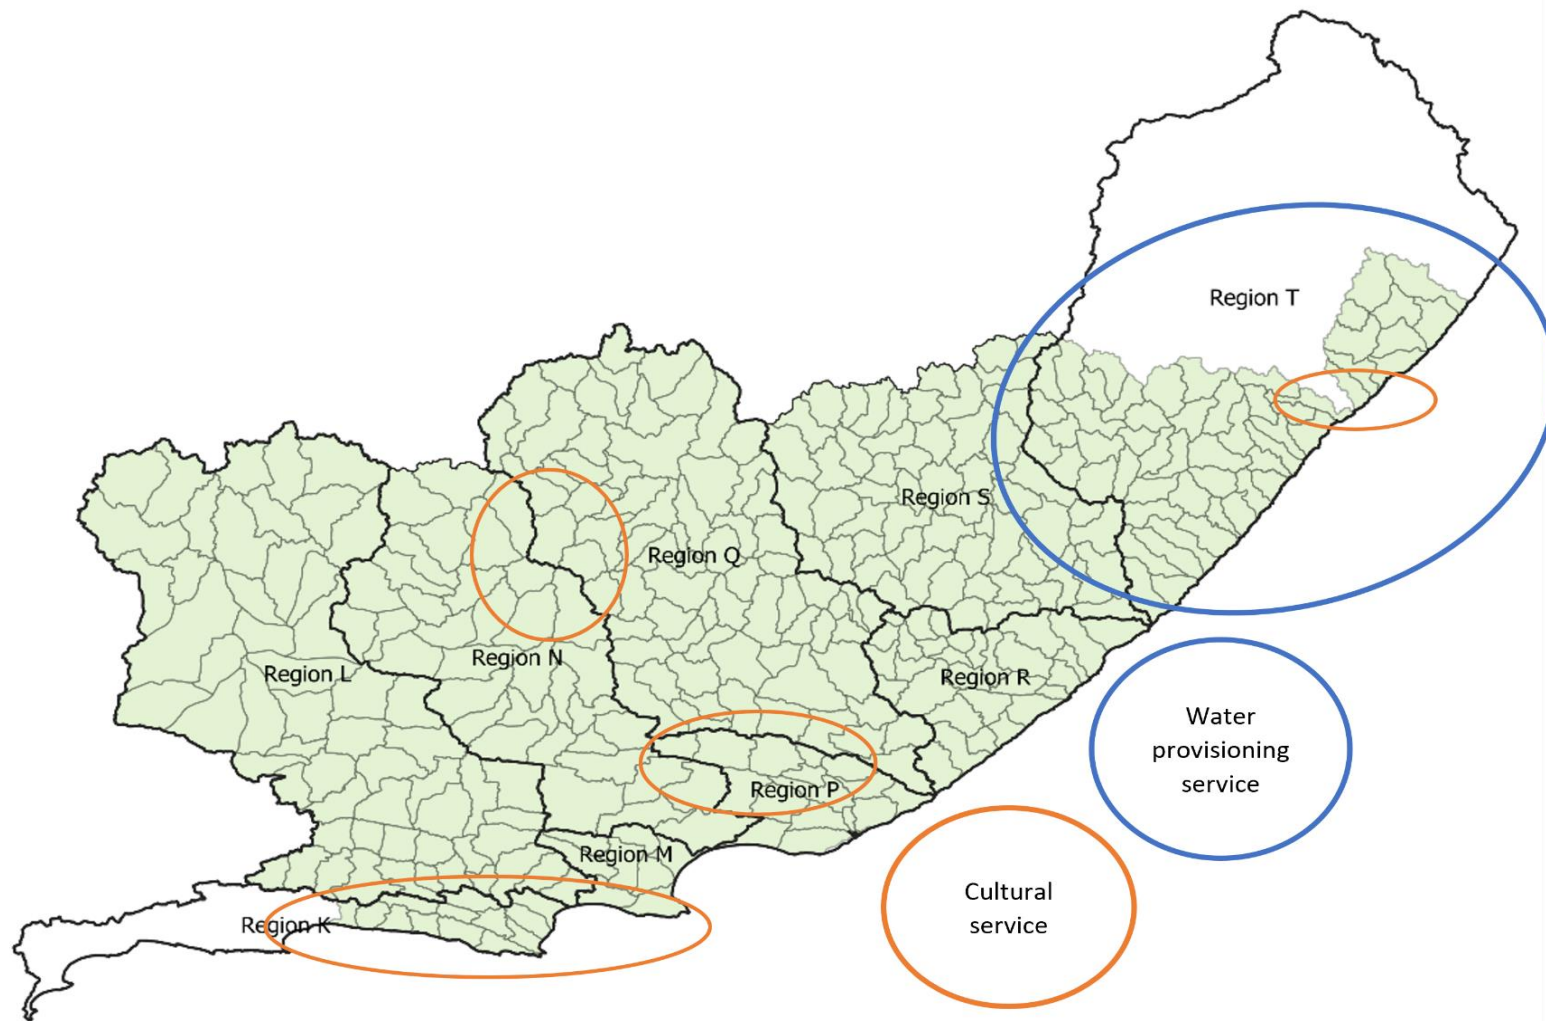 Region T
Region S
Region Q
Region N
Region L
Region R
Region P
Region M
Region K
Water
provisioning
service
Cultural
service